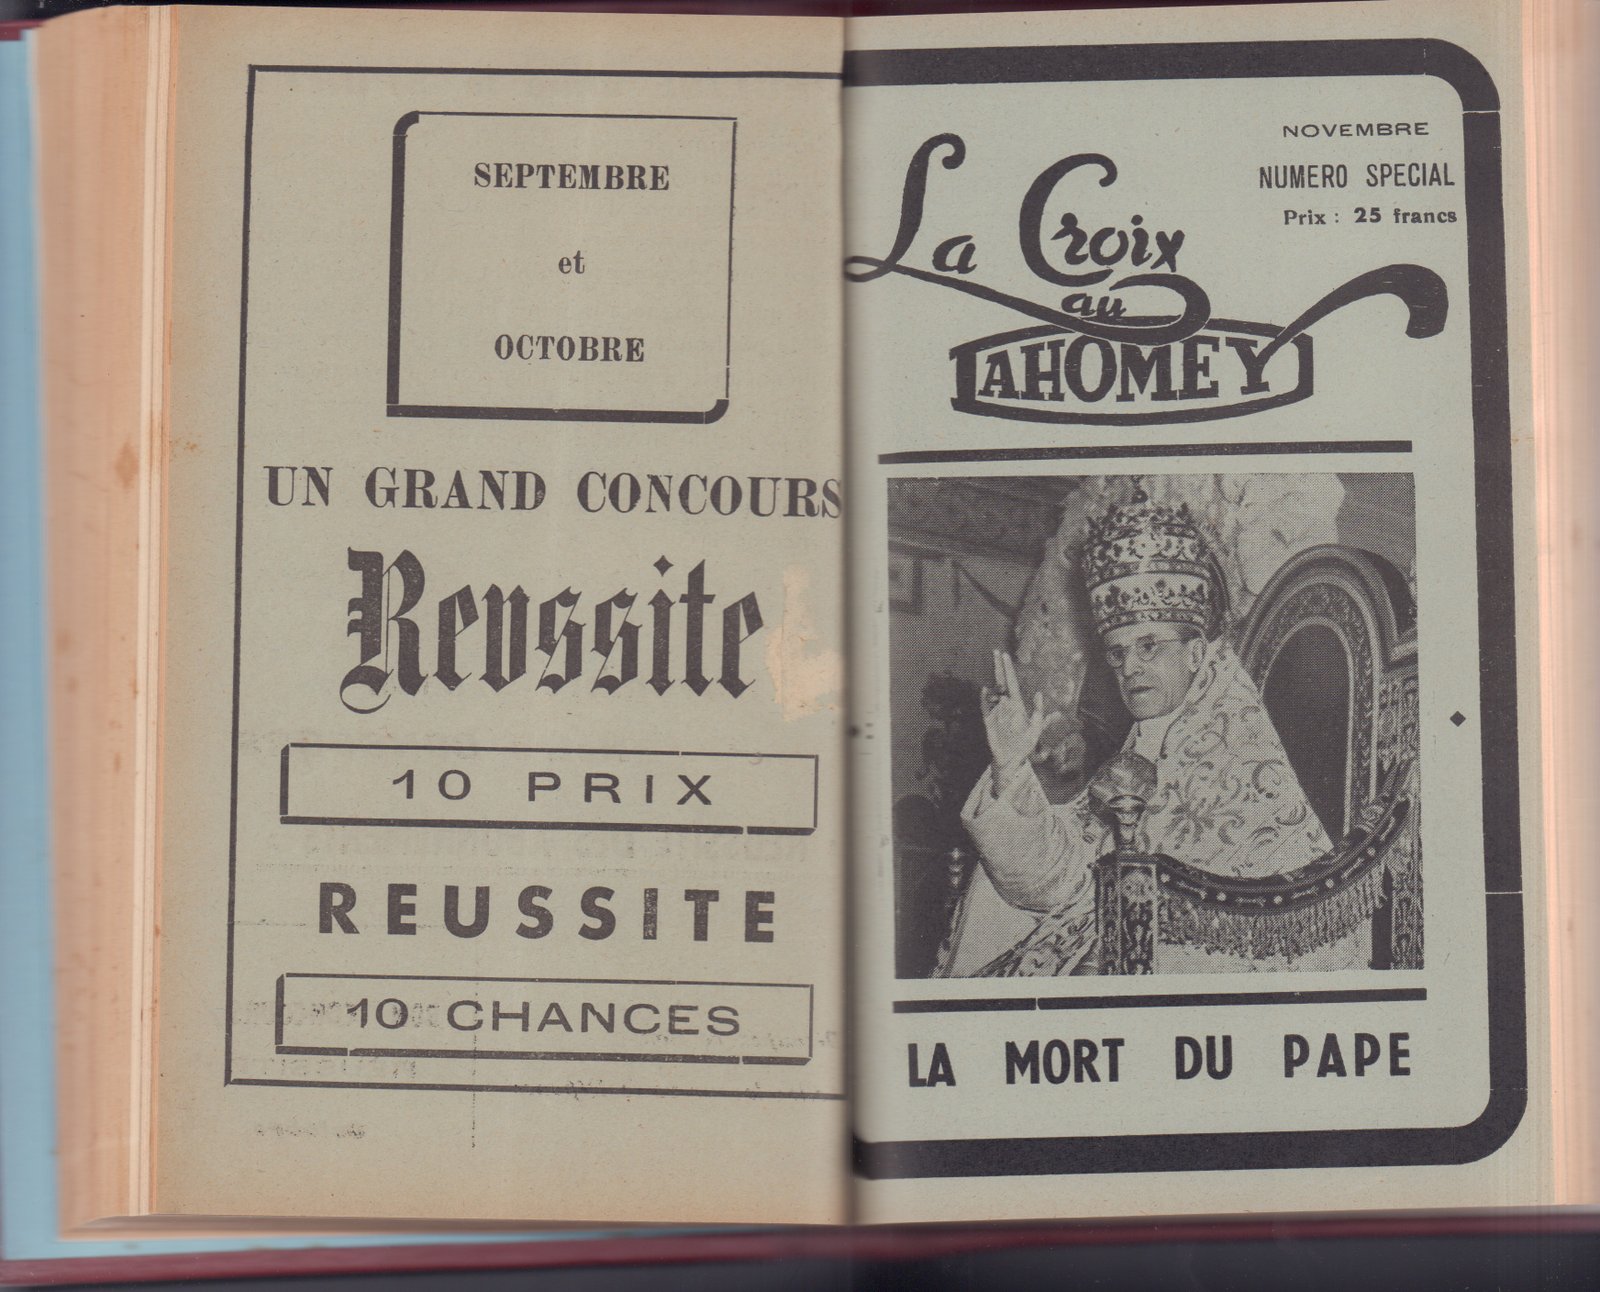 SEPTEMBRE
et
OCTOBRE
UN GRAND CONCOURS
Reussite
10 PRIX
REUSSITE
10 CHANCES
NOVEMBRE
NUMERO SPECIAL
Prix : 25 francs
La Croix
au
DAHOMEY
LA MORT DU PAPE